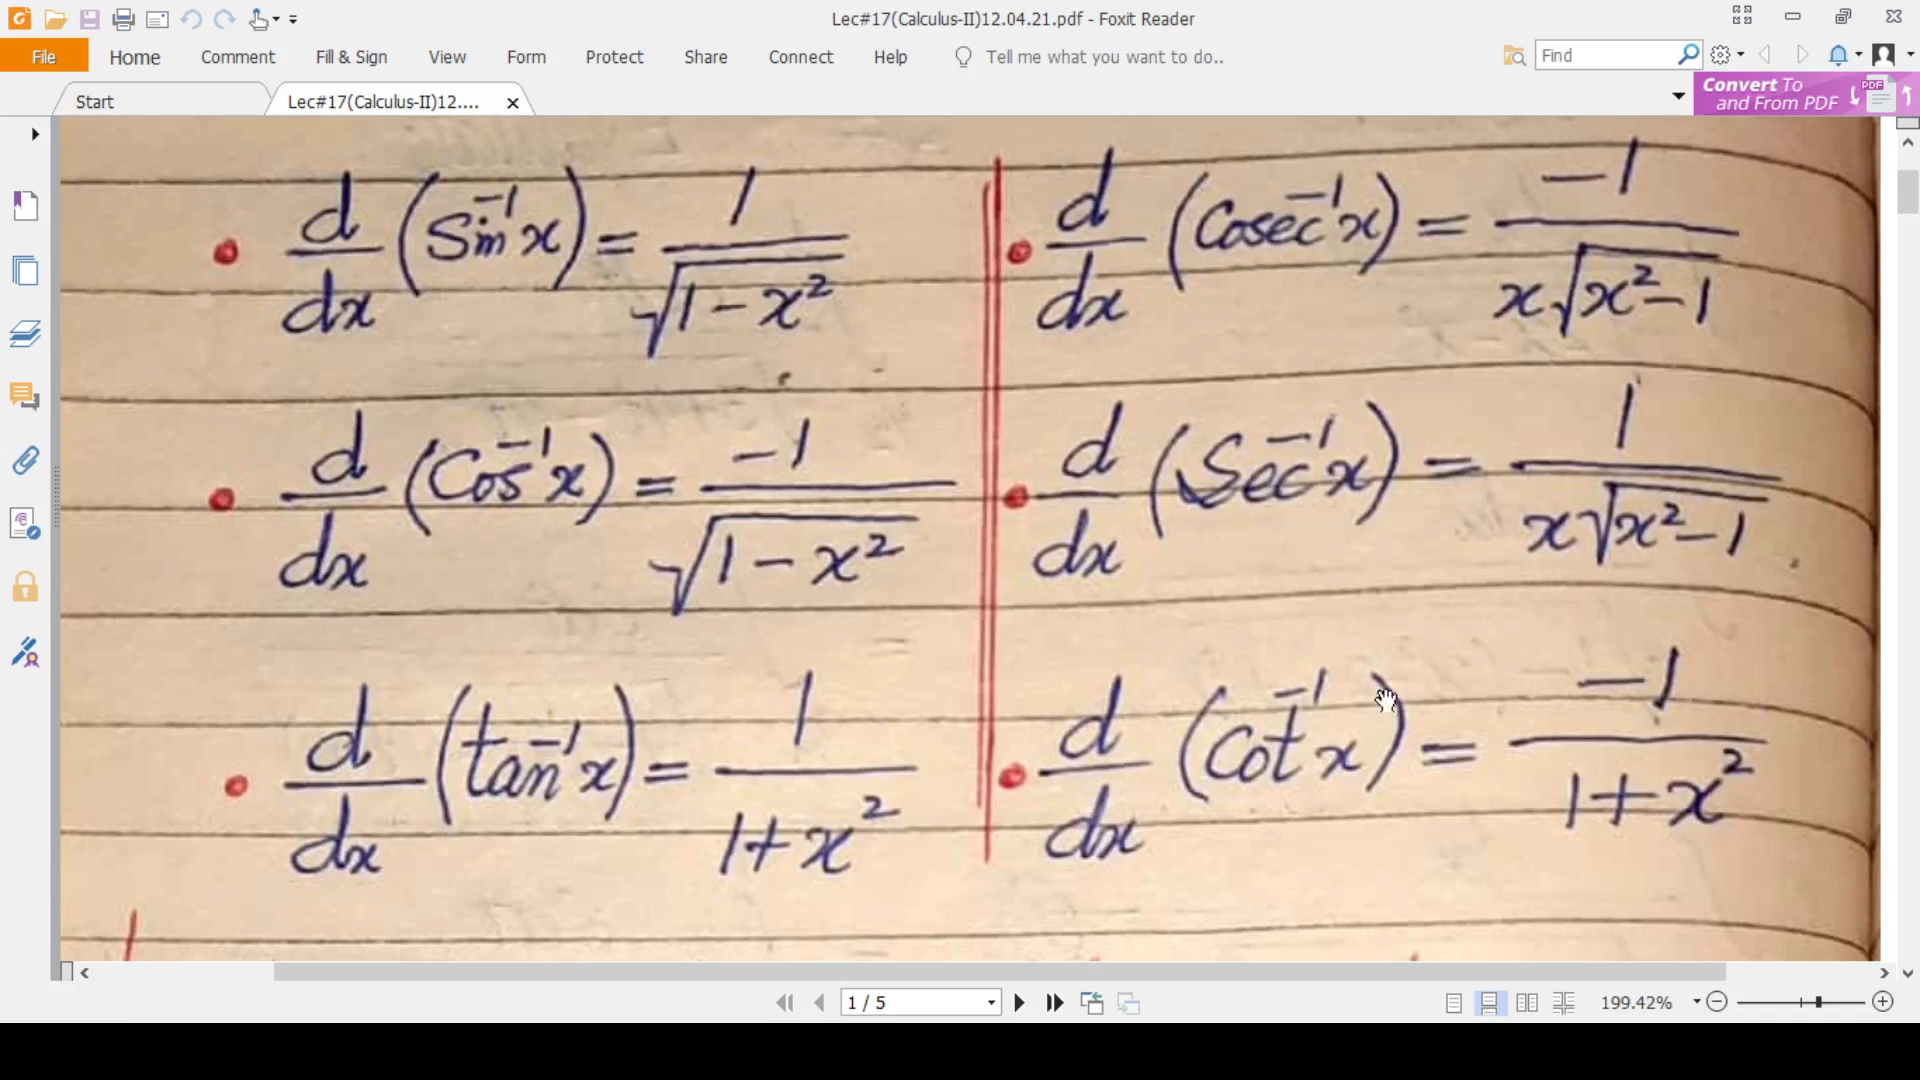 Lec#17(Calculus-II)12.04.21.pdf - Foxit Reader
File Home Comment Fill & Sign View Form Protect Share Connect Help Tell me what you want to do.. Find
Start Lec#17(Calculus-II)12.... Convert To and From PDF PDF
d/dx (Sin⁻¹x) = 1/√(1-x²)
d/dx (Cosec⁻¹x) = -1/(x√(x²-1))
d/dx (Cos⁻¹x) = -1/√(1-x²)
d/dx (Sec⁻¹x) = 1/(x√(x²-1))
d/dx (tan⁻¹x) = 1/(1+x²)
d/dx (Cot⁻¹x) = -1/(1+x²)
1 / 5 199.42%